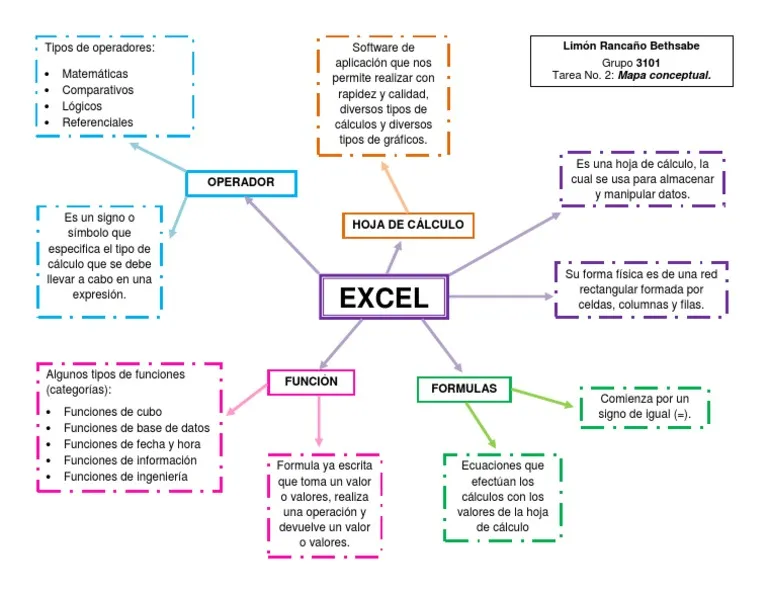 Tipos de operadores:
• Matemáticas
• Comparativos
• Lógicos
• Referenciales
Software de
aplicación que nos
permite realizar con
rapidez y calidad,
diversos tipos de
cálculos y diversos
tipos de gráficos.
Limón Rancaño Bethsabe
Grupo 3101
Tarea No. 2: Mapa conceptual.
Es una hoja de cálculo, la
cual se usa para almacenar
y manipular datos.
OPERADOR
HOJA DE CÁLCULO
Es un signo o
símbolo que
especifica el tipo de
cálculo que se debe
llevar a cabo en una
expresión.
Su forma física es de una red
rectangular formada por
celdas, columnas y filas.
EXCEL
FUNCIÓN
FORMULAS
Algunos tipos de funciones
(categorías):
• Funciones de cubo
• Funciones de base de datos
• Funciones de fecha y hora
• Funciones de información
• Funciones de ingeniería
Comienza por un
signo de igual (=).
Formula ya escrita
que toma un valor
o valores, realiza
una operación y
devuelve un valor
o valores.
Ecuaciones que
efectúan los
cálculos con los
valores de la hoja
de cálculo